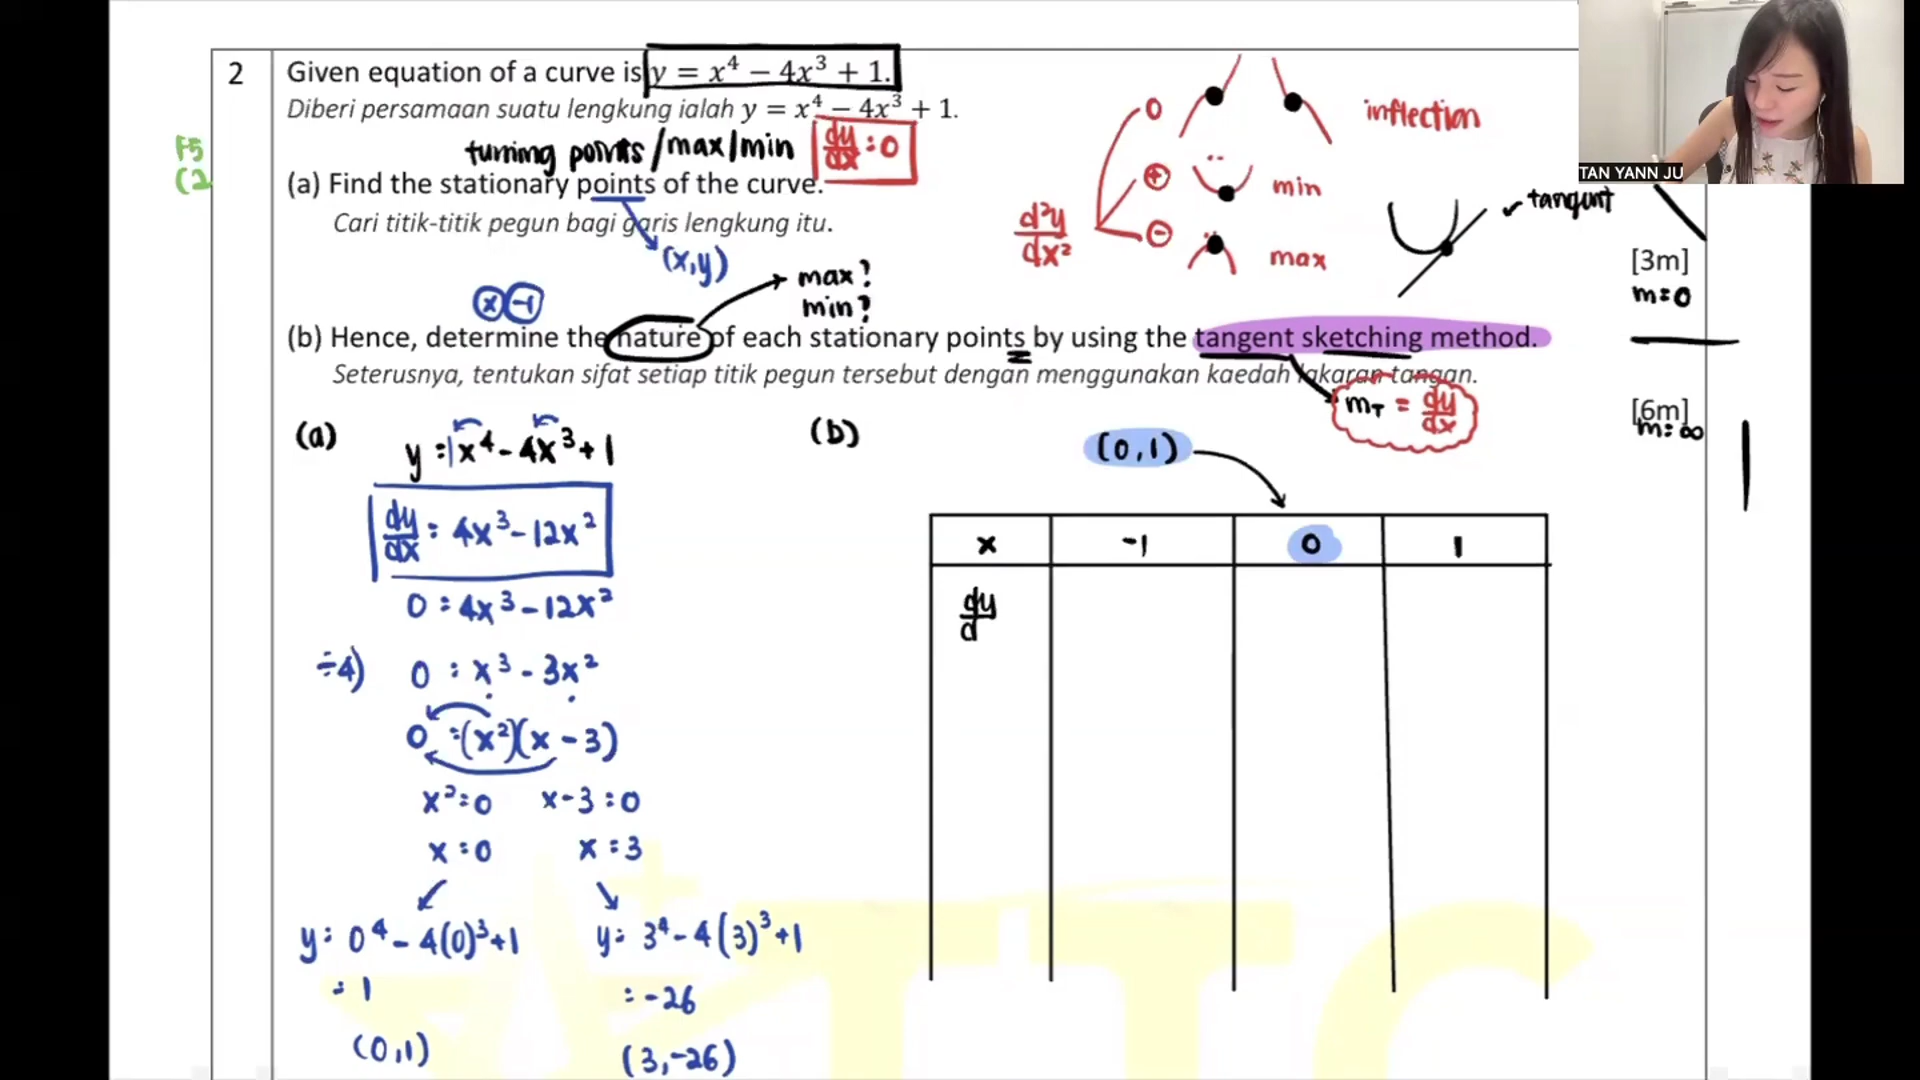 2
Given equation of a curve is y = x⁴ − 4x³ + 1.
Diberi persamaan suatu lengkung ialah y = x⁴ − 4x³ + 1.
F5
C2
turning points/max/min
dy/dx = 0
(a) Find the stationary points of the curve.
Cari titik-titik pegun bagi garis lengkung itu.
(x,y)
[3m]
d²y/dx²
0
inflection
+
min
−
max
tangent
m = 0
x −1
max?
min?
(b) Hence, determine the nature of each stationary points by using the tangent sketching method.
Seterusnya, tentukan sifat setiap titik pegun tersebut dengan menggunakan kaedah lakaran tangan.
m_T = dy/dx
[6m]
m = ∞
(a)
y = 1x⁴ − 4x³ + 1
dy/dx = 4x³ − 12x²
0 = 4x³ − 12x²
÷4) 0 = x³ − 3x²
0 = (x²)(x − 3)
x² = 0 x − 3 = 0
x = 0 x = 3
y = 0⁴ − 4(0)³ + 1 y = 3⁴ − 4(3)³ + 1
= 1 = −26
(0,1) (3,−26)
(b)
(0,1)
x −1 0 1
dy/d
TAN YANN JU
TTC